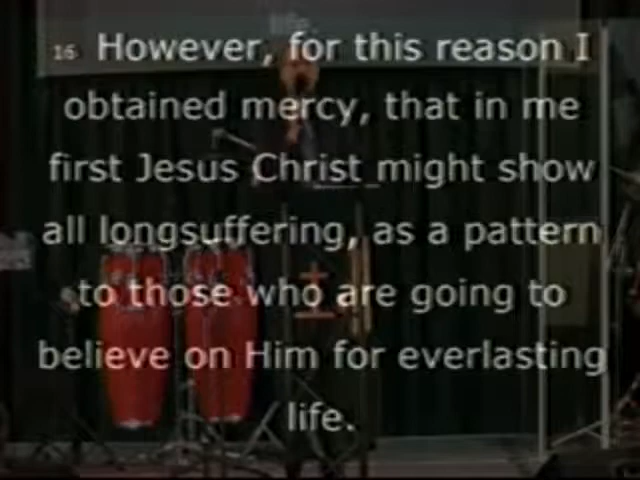 16 However, for this reason I
obtained mercy, that in me
first Jesus Christ might show
all longsuffering, as a pattern
to those who are going to
believe on Him for everlasting
life.